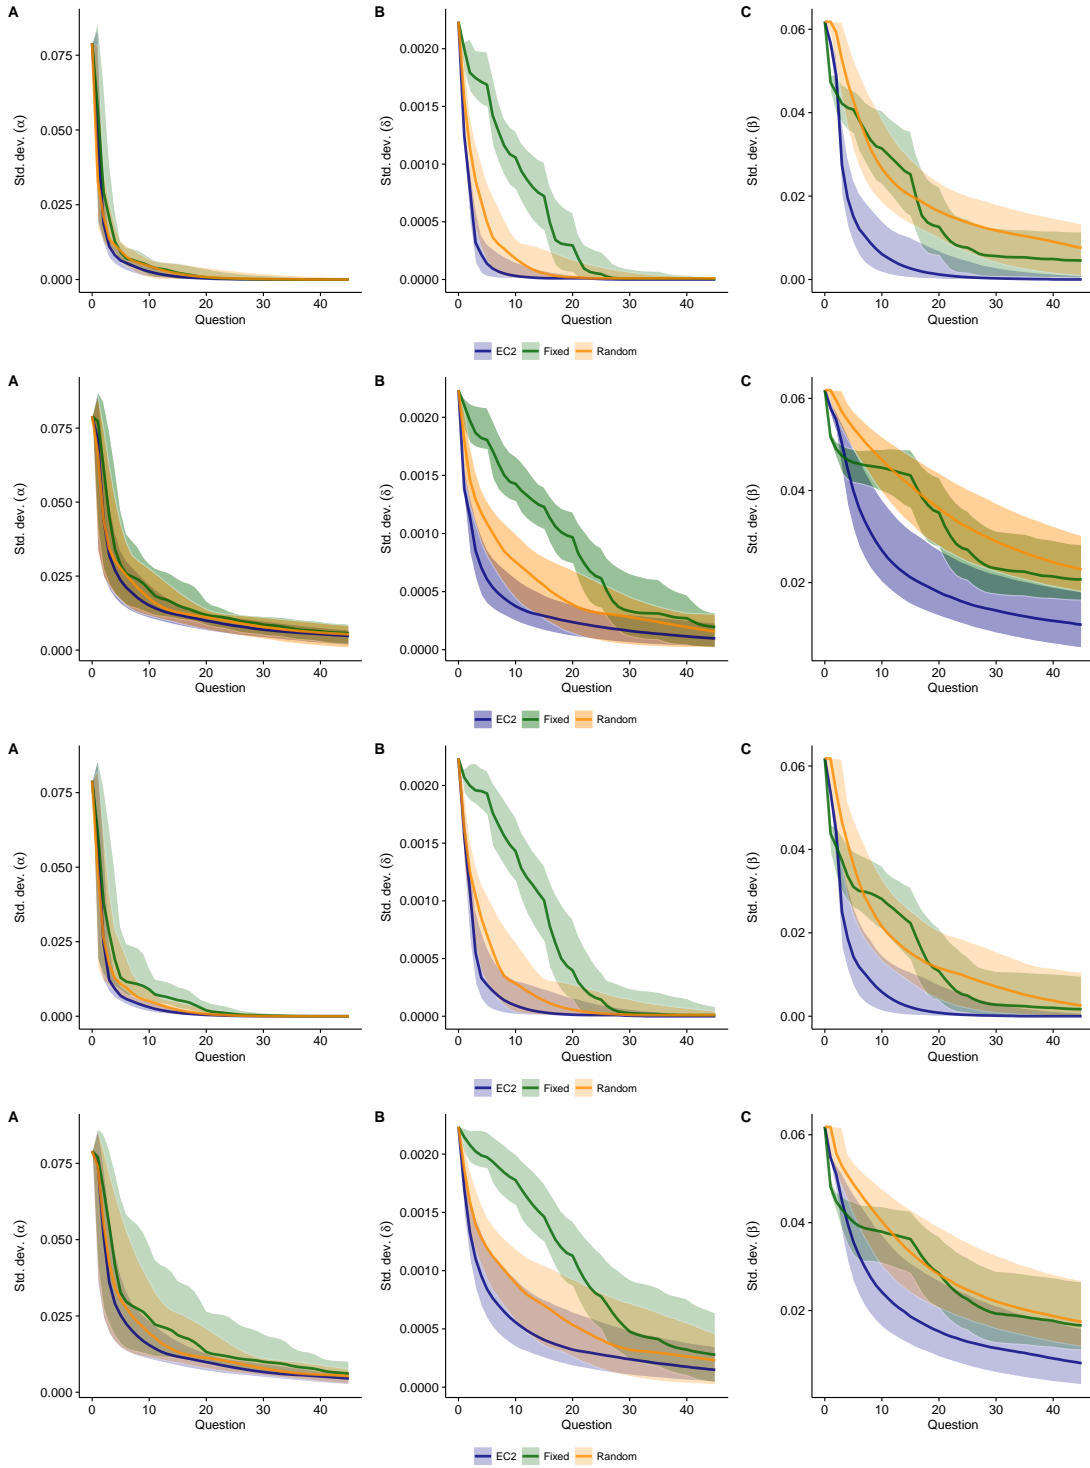 A B C
0.075
0.050
0.025
0.000
Std. dev. (α)
0 10 20 30 40
Question
0.0020
0.0015
0.0010
0.0005
0.0000
Std. dev. (δ)
0 10 20 30 40
Question
0.06
0.04
0.02
0.00
Std. dev. (β)
0 10 20 30 40
Question
EC2 Fixed Random
A B C
0.075
0.050
0.025
0.000
Std. dev. (α)
0 10 20 30 40
Question
0.0020
0.0015
0.0010
0.0005
0.0000
Std. dev. (δ)
0 10 20 30 40
Question
0.06
0.04
0.02
Std. dev. (β)
0 10 20 30 40
Question
EC2 Fixed Random
A B C
0.075
0.050
0.025
0.000
Std. dev. (α)
0 10 20 30 40
Question
0.0020
0.0015
0.0010
0.0005
0.0000
Std. dev. (δ)
0 10 20 30 40
Question
0.06
0.04
0.02
0.00
Std. dev. (β)
0 10 20 30 40
Question
EC2 Fixed Random
A B C
0.075
0.050
0.025
0.000
Std. dev. (α)
0 10 20 30 40
Question
0.0020
0.0015
0.0010
0.0005
0.0000
Std. dev. (δ)
0 10 20 30 40
Question
0.06
0.04
0.02
Std. dev. (β)
0 10 20 30 40
Question
EC2 Fixed Random